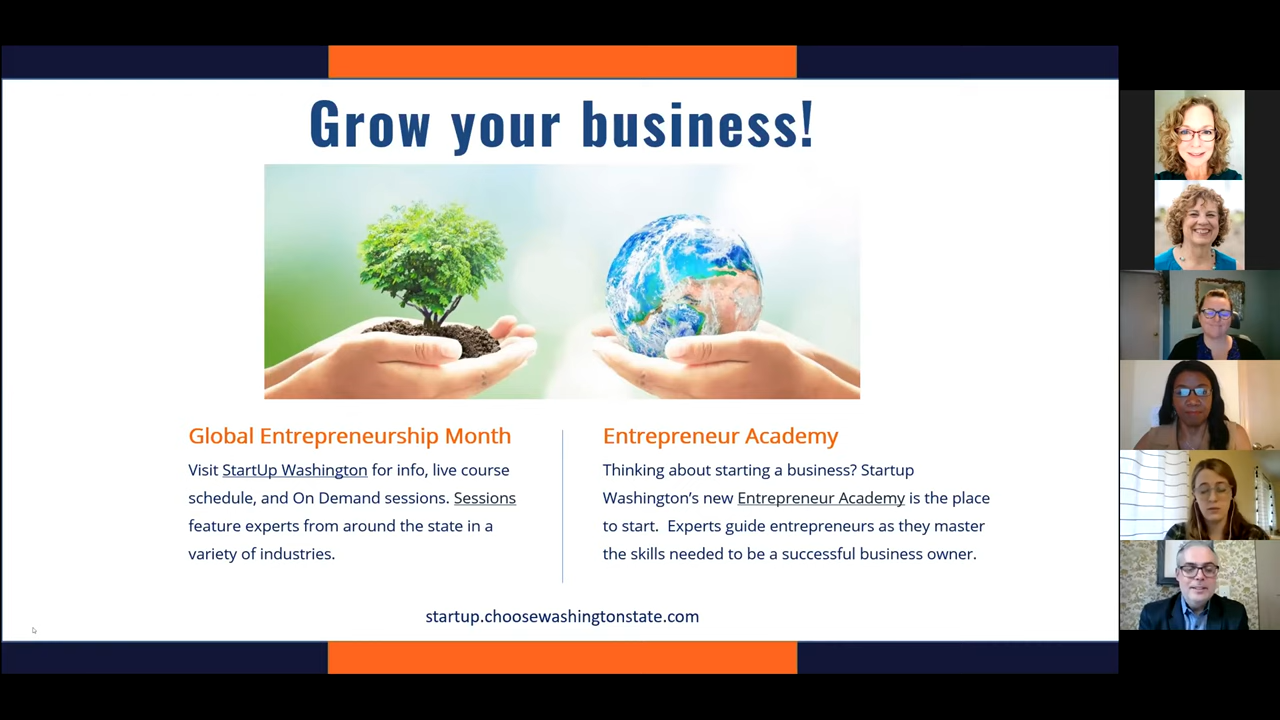 Grow your business!
Global Entrepreneurship Month
Visit StartUp Washington for info, live course
schedule, and On Demand sessions. Sessions
feature experts from around the state in a
variety of industries.
Entrepreneur Academy
Thinking about starting a business? Startup
Washington's new Entrepreneur Academy is the place
to start. Experts guide entrepreneurs as they master
the skills needed to be a successful business owner.
startup.choosewashingtonstate.com